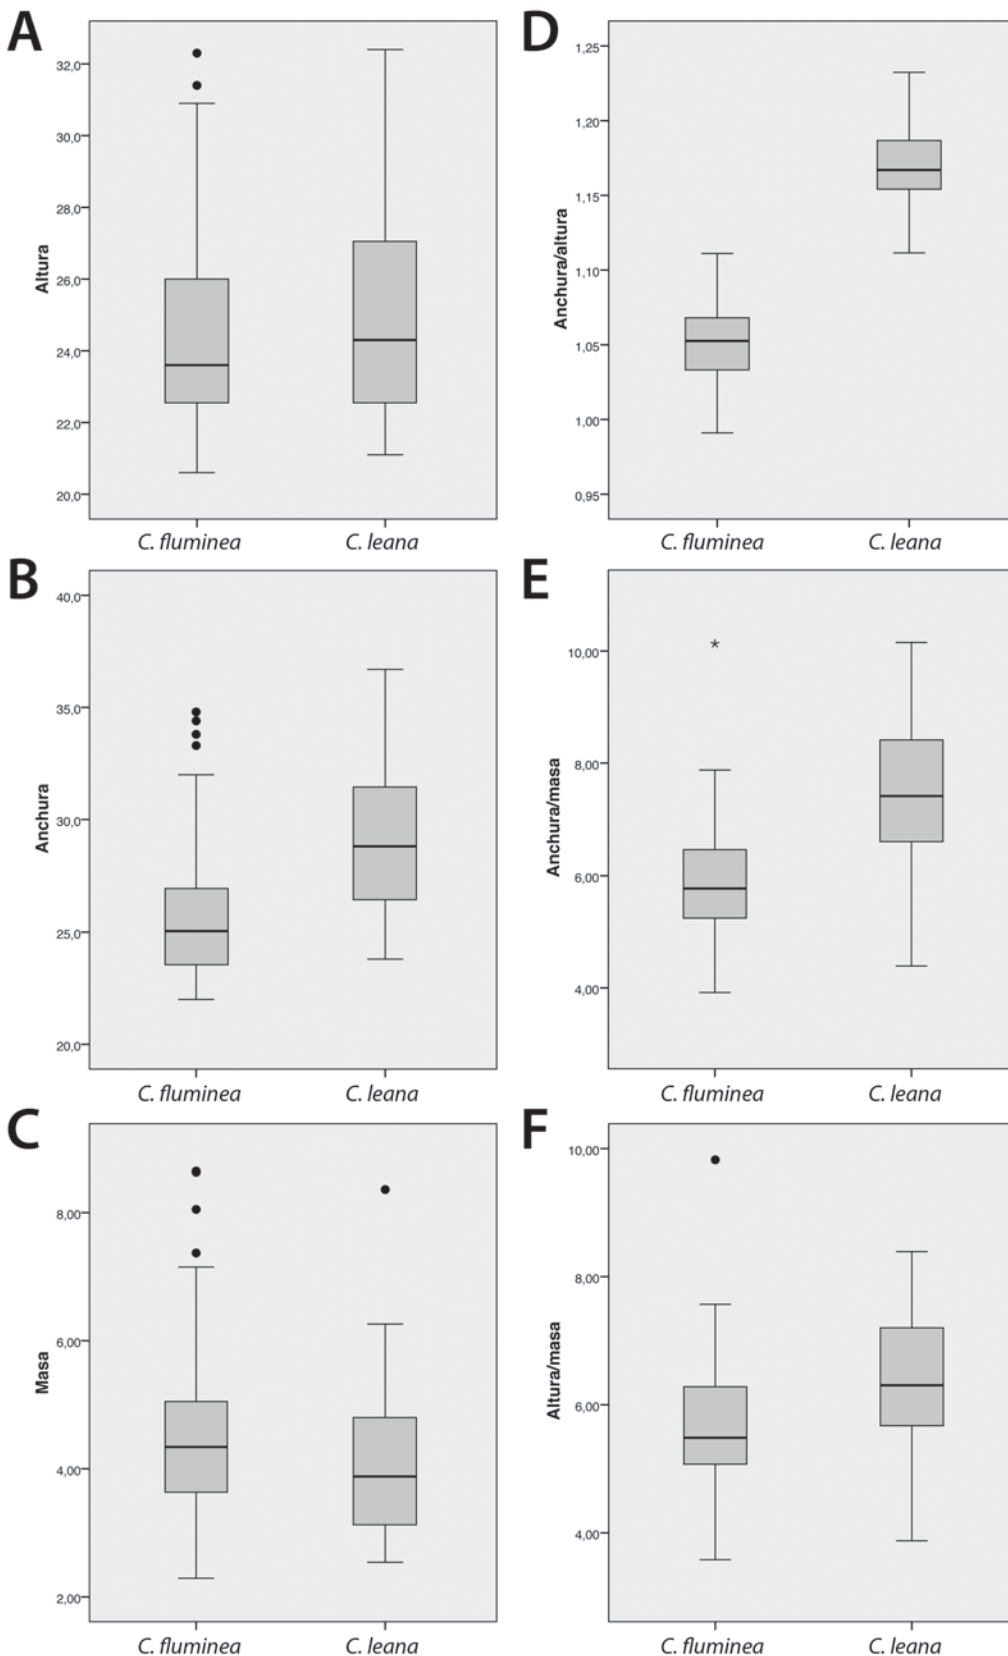 A
Altura
32,0
30,0
28,0
26,0
24,0
22,0
20,0
C. fluminea
C. leana
D
Anchura/altura
1,25
1,20
1,15
1,10
1,05
1,00
0,95
C. fluminea
C. leana
B
Anchura
40,0
35,0
30,0
25,0
20,0
C. fluminea
C. leana
E
Anchura/masa
10,00
8,00
6,00
4,00
C. fluminea
C. leana
C
Masa
8,00
6,00
4,00
2,00
C. fluminea
C. leana
F
Altura/masa
10,00
8,00
6,00
4,00
C. fluminea
C. leana